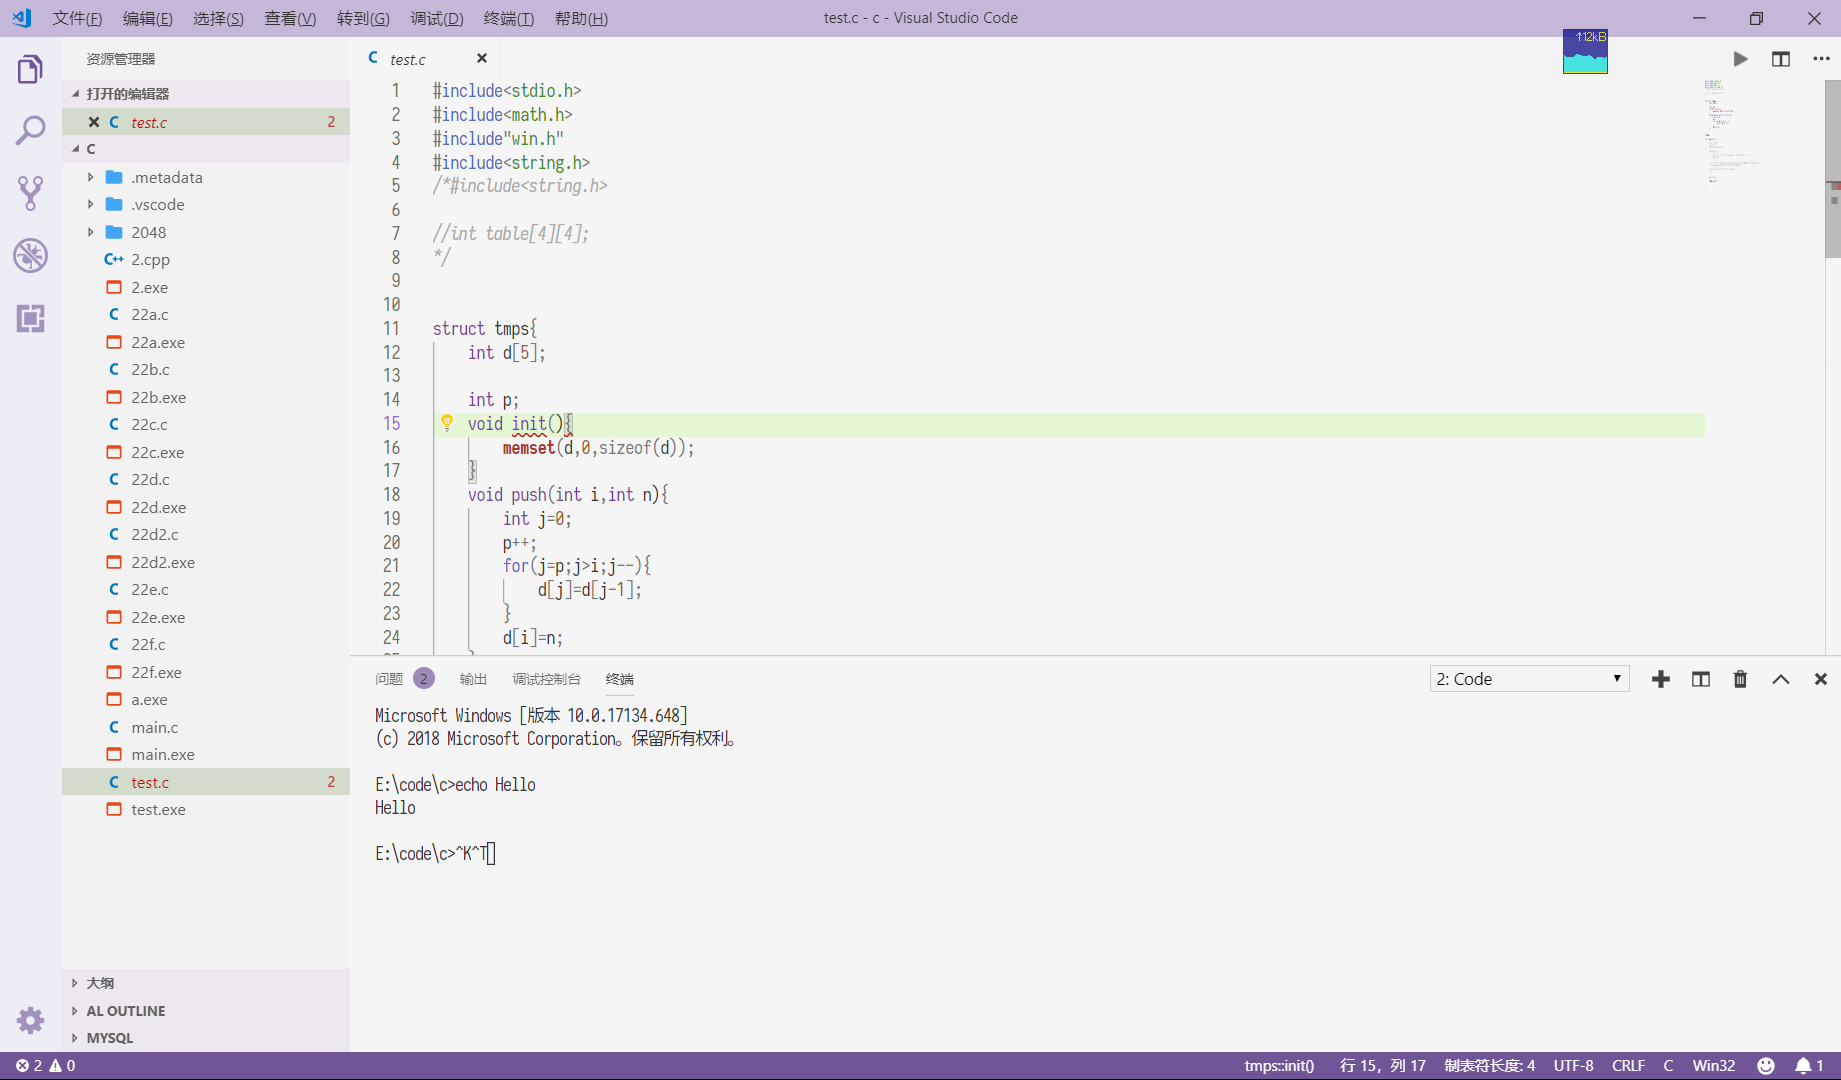 文件(F) 编辑(E) 选择(S) 查看(V) 转到(G) 调试(D) 终端(T) 帮助(H)
test.c - c - Visual Studio Code
↑12kB
资源管理器
打开的编辑器
C test.c 2
C
.metadata
.vscode
2048
C++ 2.cpp
2.exe
C 22a.c
22a.exe
C 22b.c
22b.exe
C 22c.c
22c.exe
C 22d.c
22d.exe
C 22d2.c
22d2.exe
C 22e.c
22e.exe
C 22f.c
22f.exe
a.exe
C main.c
main.exe
C test.c 2
test.exe
大纲
AL OUTLINE
MYSQL
C test.c
1 #include<stdio.h>
2 #include<math.h>
3 #include"win.h"
4 #include<string.h>
5 /*#include<string.h>
6
7 //int table[4][4];
8 */
9
10
11 struct tmps{
12 int d[5];
13
14 int p;
15 void init(){
16 memset(d,0,sizeof(d));
17 }
18 void push(int i,int n){
19 int j=0;
20 p++;
21 for(j=p;j>i;j--){
22 d[j]=d[j-1];
23 }
24 d[i]=n;
问题 2 输出 调试控制台 终端
2: Code
Microsoft Windows [版本 10.0.17134.648]
(c) 2018 Microsoft Corporation。保留所有权利。
E:\code\c>echo Hello
Hello
E:\code\c>^K^T
2 0
tmps::init() 行 15，列 17 制表符长度: 4 UTF-8 CRLF C Win32 1